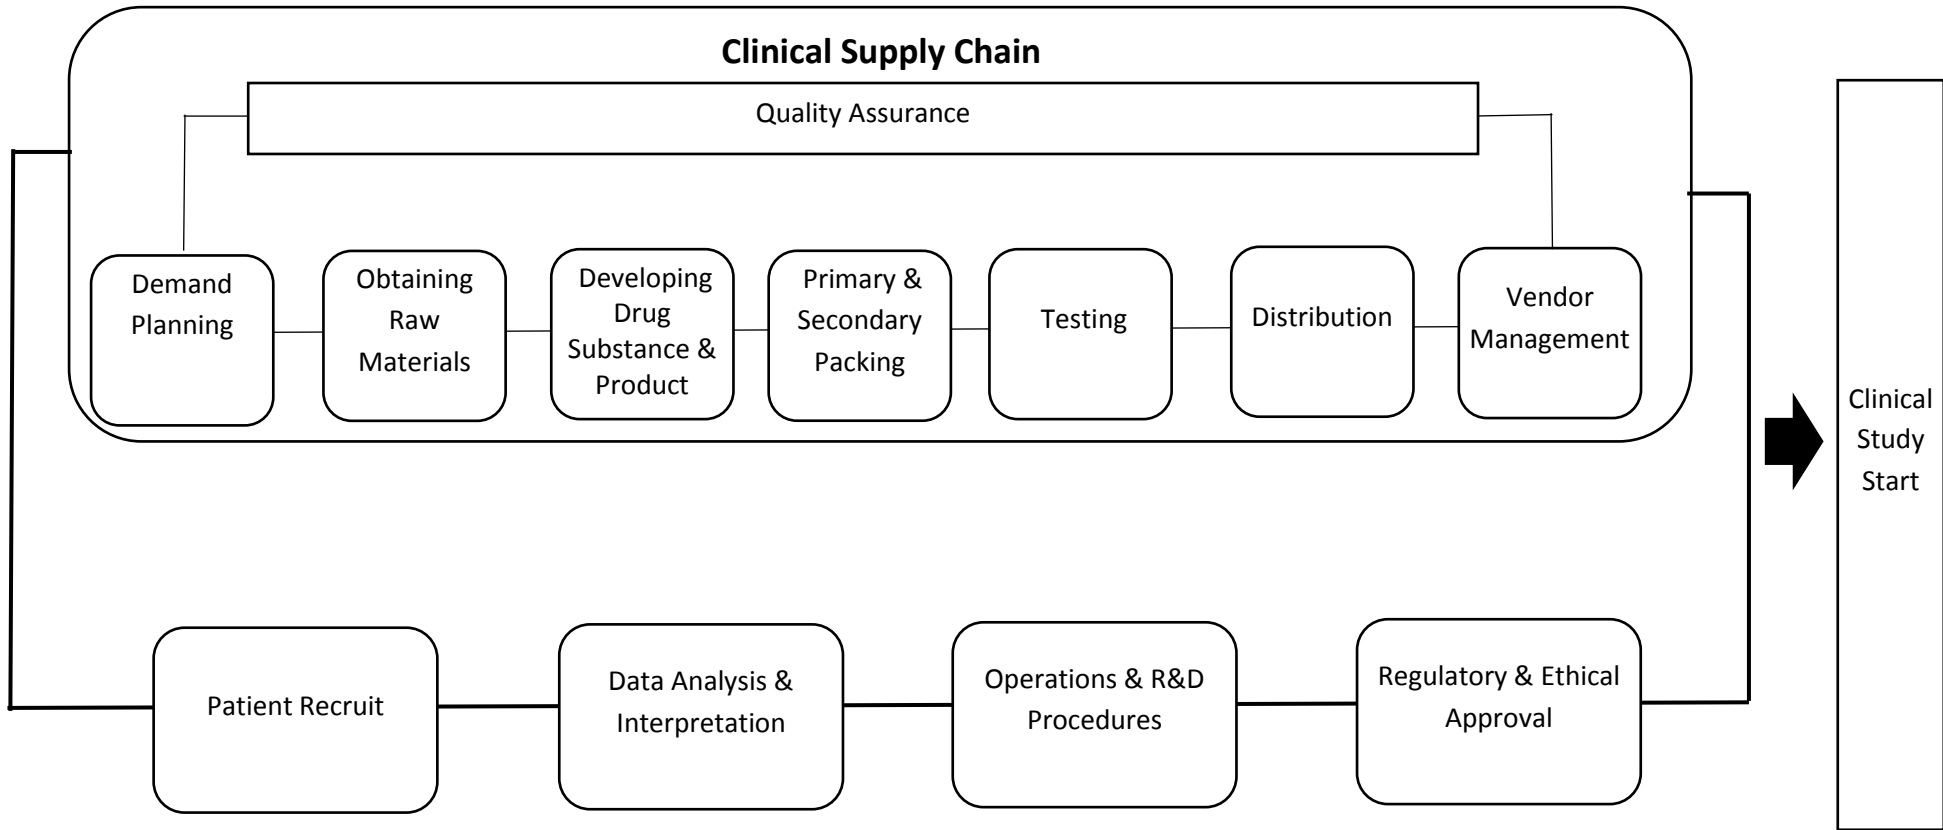 Clinical Supply Chain
Quality Assurance
Demand
Planning
Obtaining
Raw
Materials
Developing
Drug
Substance &
Product
Primary &
Secondary
Packing
Testing
Distribution
Vendor
Management
Clinical
Study
Start
Patient Recruit
Data Analysis &
Interpretation
Operations & R&D
Procedures
Regulatory & Ethical
Approval